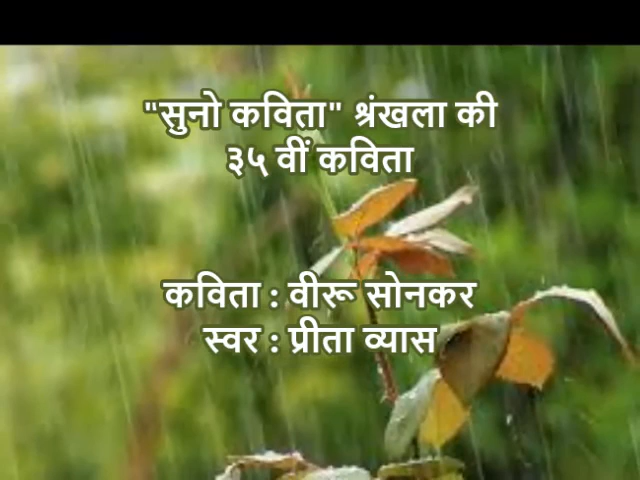 "सुनो कविता" श्रंखला की
३५ वीं कविता
कविता : वीरू सोनकर
स्वर : प्रीता व्यास